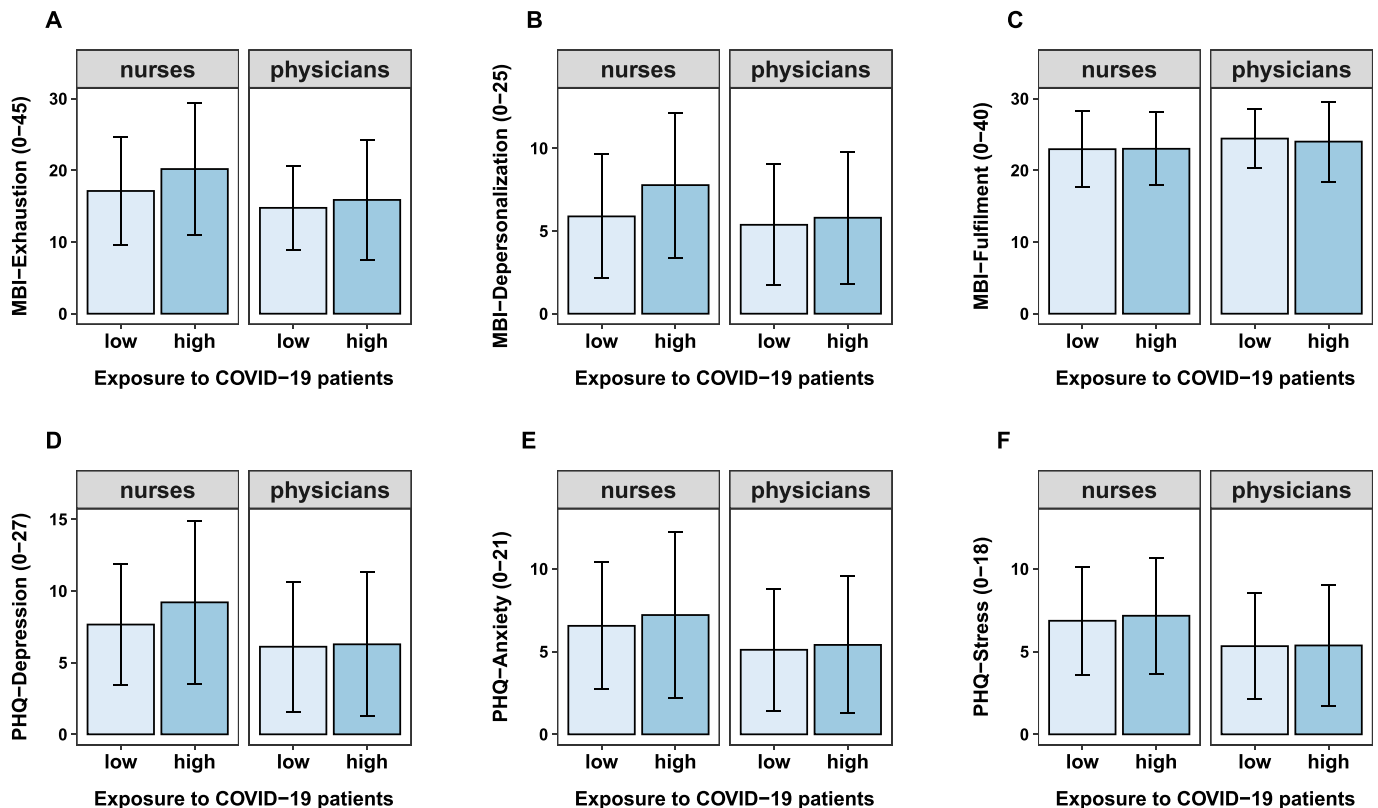 A
MBI−Exhaustion (0−45)
nurses
physicians
30
20
10
0
low
high
low
high
Exposure to COVID−19 patients
B
MBI−Depersonalization (0−25)
nurses
physicians
10
5
0
low
high
low
high
Exposure to COVID−19 patients
C
MBI−Fulfilment (0−40)
nurses
physicians
30
20
10
0
low
high
low
high
Exposure to COVID−19 patients
D
PHQ−Depression (0−27)
nurses
physicians
15
10
5
0
low
high
low
high
Exposure to COVID−19 patients
E
PHQ−Anxiety (0−21)
nurses
physicians
10
5
0
low
high
low
high
Exposure to COVID−19 patients
F
PHQ−Stress (0−18)
nurses
physicians
10
5
0
low
high
low
high
Exposure to COVID−19 patients